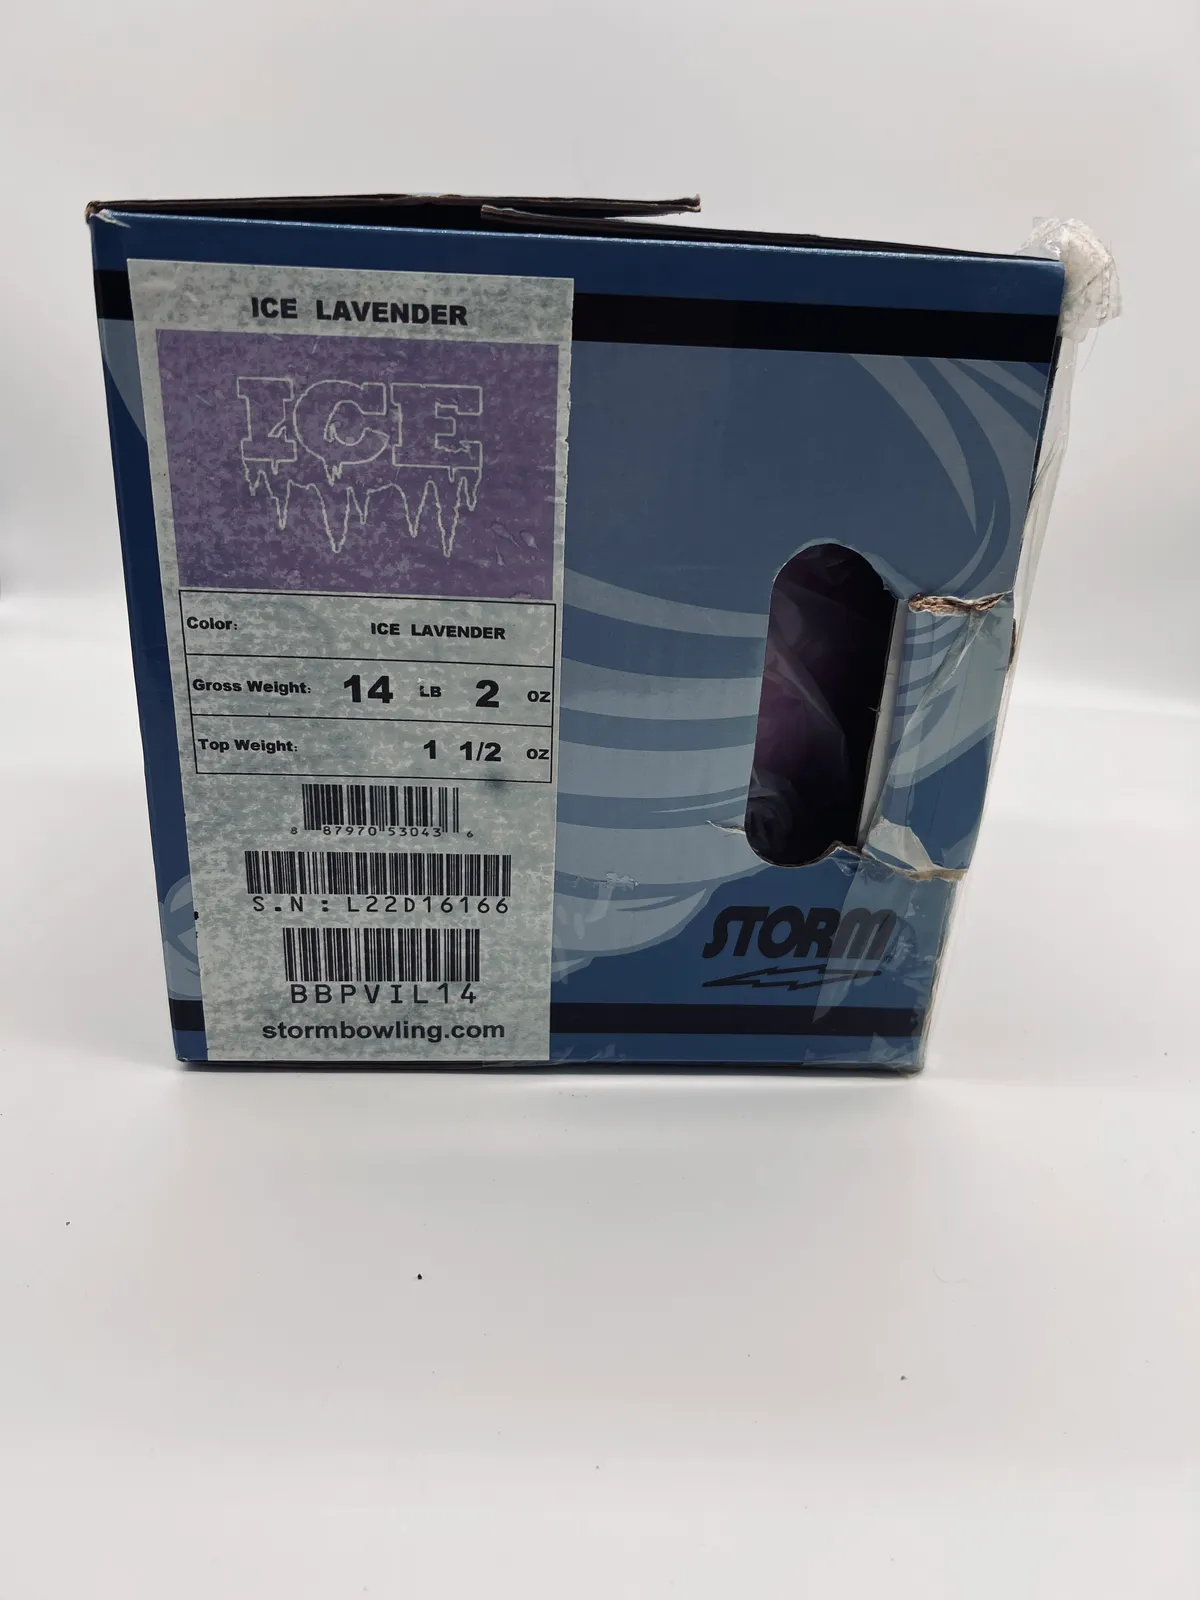 ICE LAVENDER
ICE
Color: ICE LAVENDER
Gross Weight: 14 LB 2 OZ
Top Weight: 1 1/2 OZ
8 87970 53043 6
S.N : L22D16166
BBPVIL14
stormbowling.com
STORM